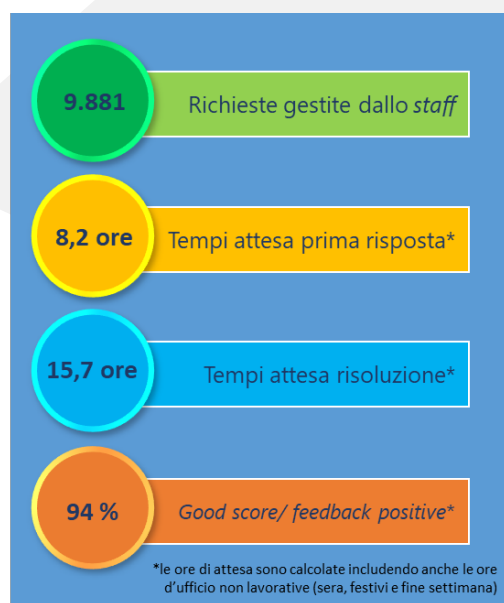 9.881
Richieste gestite dallo staff
8,2 ore
Tempi attesa prima risposta*
15,7 ore
Tempi attesa risoluzione*
94 %
Good score/ feedback positive*
*le ore di attesa sono calcolate includendo anche le ore
d'ufficio non lavorative (sera, festivi e fine settimana)